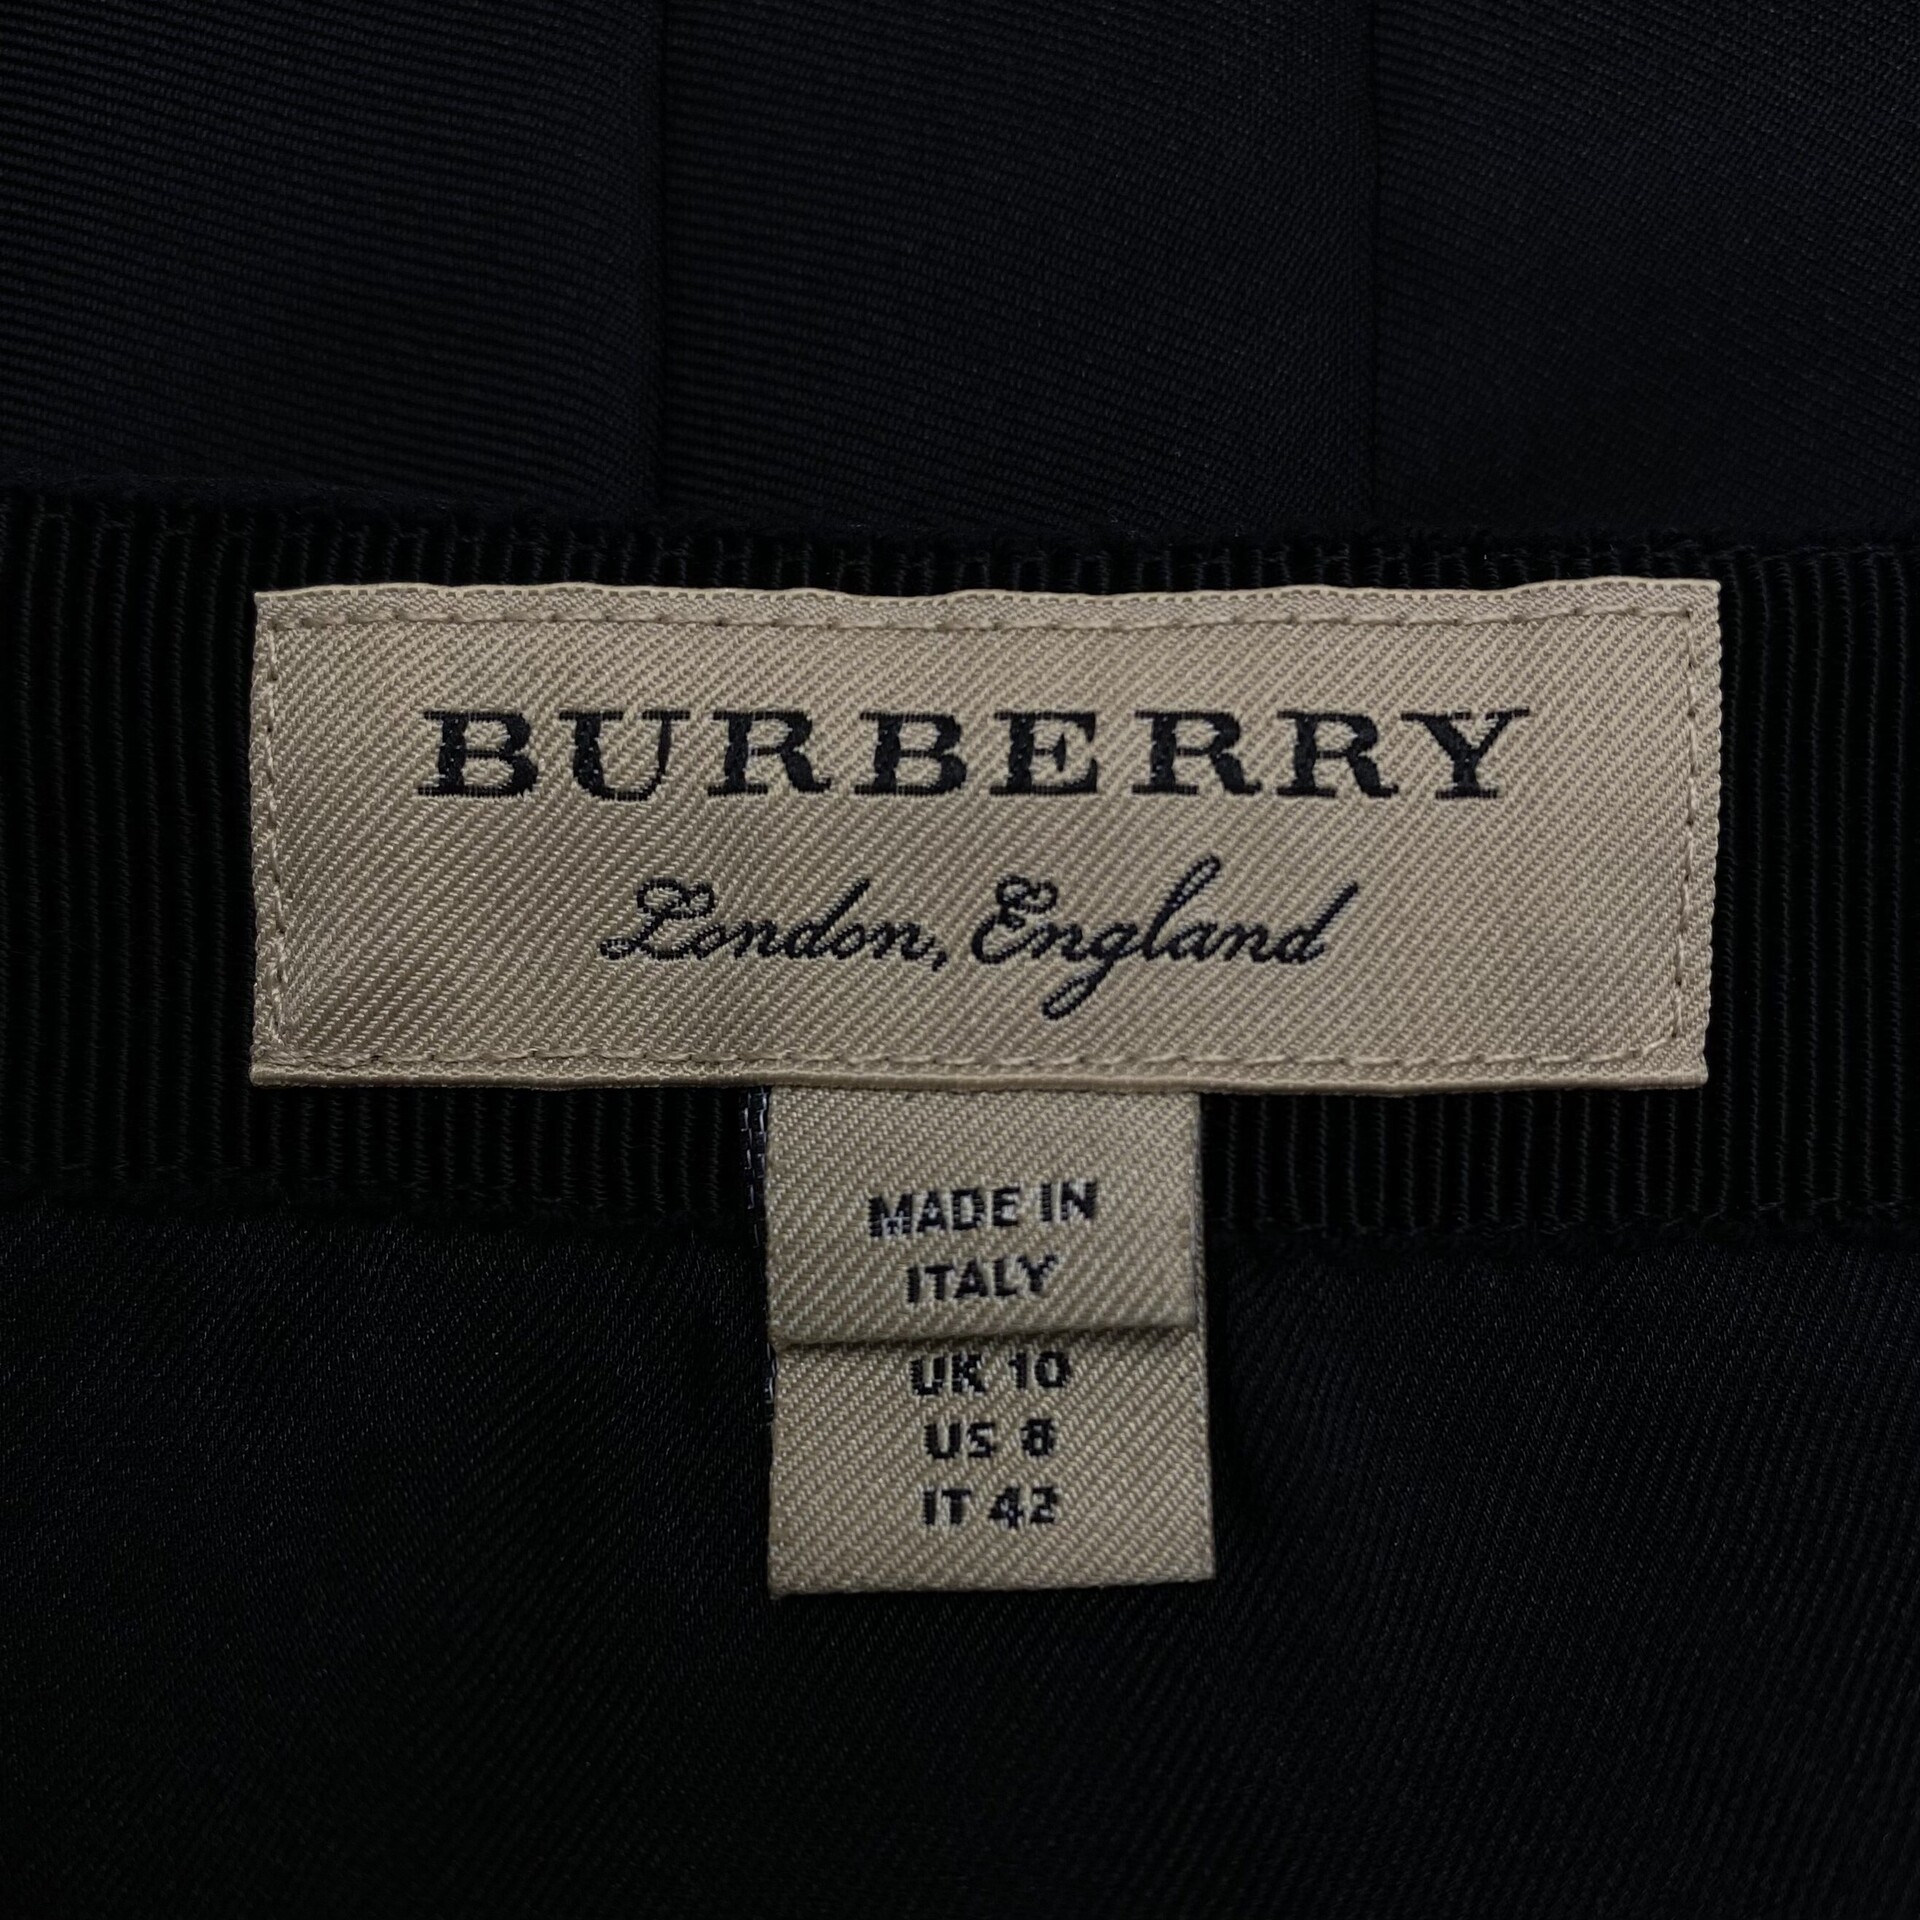 BURBERRY
London, England
MADE IN
ITALY
UK 10
US 8
IT 42